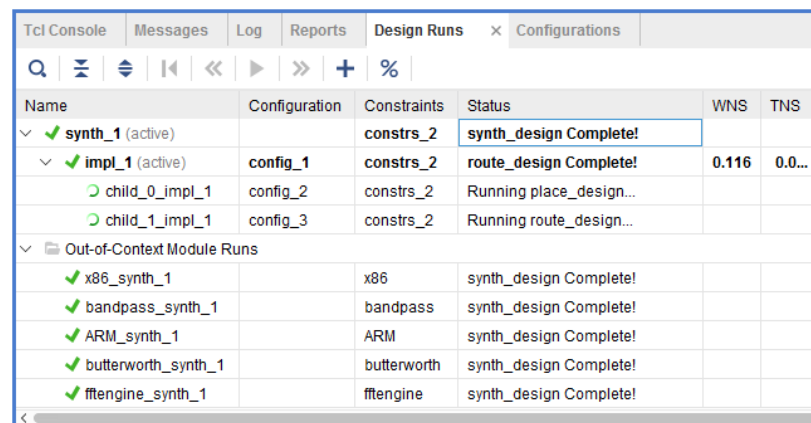 Tcl Console Messages Log Reports Design Runs × Configurations
Name Configuration Constraints Status WNS TNS
synth_1 (active) constrs_2 synth_design Complete!
impl_1 (active) config_1 constrs_2 route_design Complete! 0.116 0.0...
child_0_impl_1 config_2 constrs_2 Running place_design...
child_1_impl_1 config_3 constrs_2 Running route_design...
Out-of-Context Module Runs
x86_synth_1 x86 synth_design Complete!
bandpass_synth_1 bandpass synth_design Complete!
ARM_synth_1 ARM synth_design Complete!
butterworth_synth_1 butterworth synth_design Complete!
fftengine_synth_1 fftengine synth_design Complete!